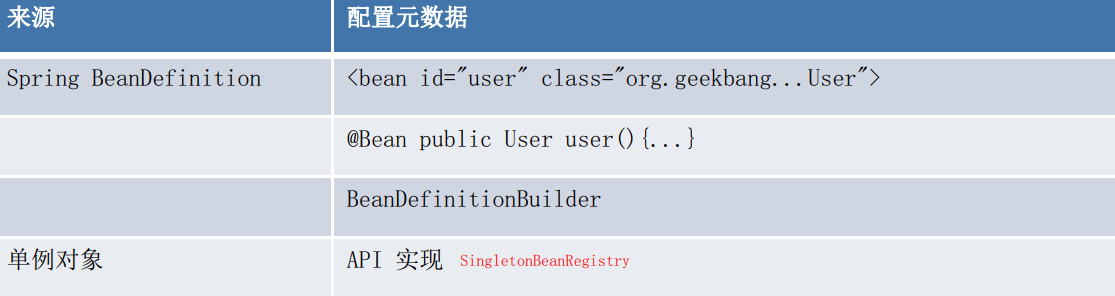 来源 配置元数据
Spring BeanDefinition <bean id="user" class="org.geekbang...User">
@Bean public User user(){...}
BeanDefinitionBuilder
单例对象 API 实现 SingletonBeanRegistry